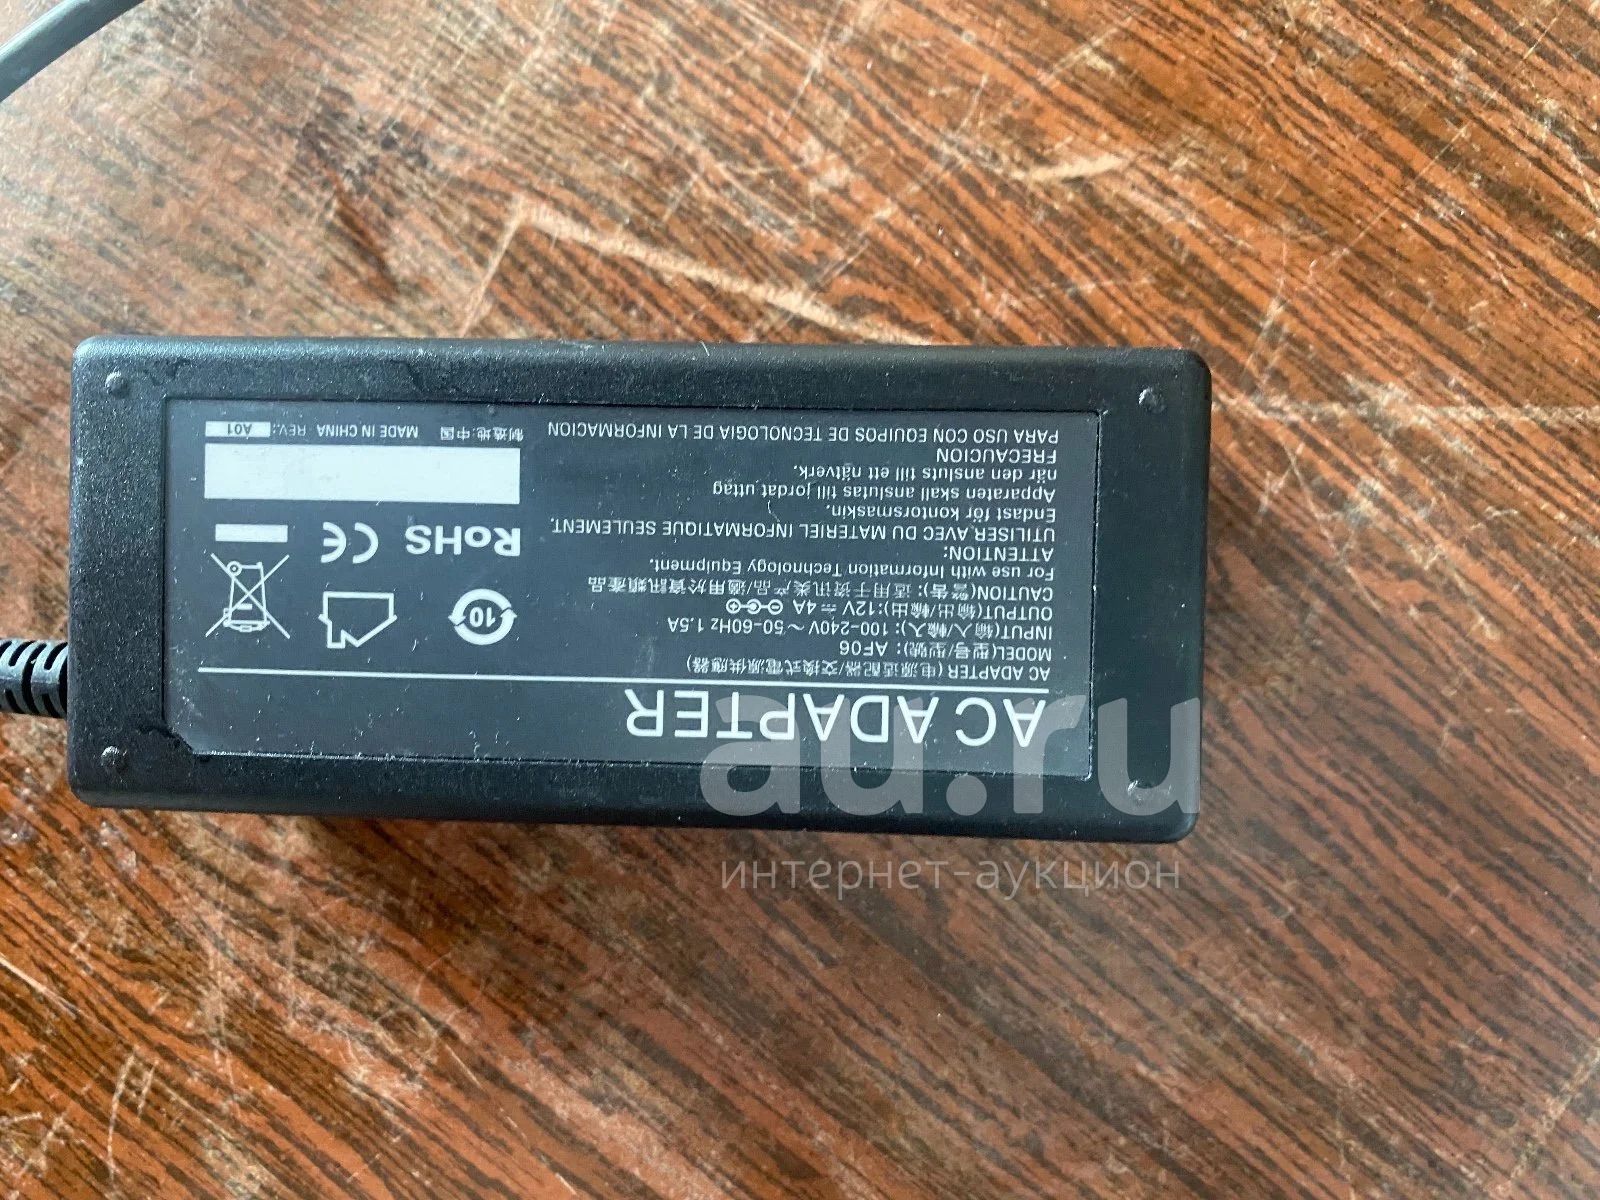 AC ADAPTER
AC ADAPTER (电源适配器/交換式電源供應器)
MODEL(型号/型號): AF06
INPUT(输入/輸入): 100-240V～50-60Hz 1.5A
OUTPUT(输出/輸出):12V ⎓ 4A
CAUTION(警告): 适用于资讯类产品/適用於資訊類產品
For use with Information Technology Equipment.
ATTENTION:
UTILISER AVEC DU MATERIEL INFORMATIQUE SEULEMENT.
Endast för kontorsmaskin.
Apparaten skall anslutas till jordat uttag
när den ansluts till ett nätverk.
FRECAUCION
PARA USO CON EQUIPOS DE TECNOLOGIA DE LA INFORMACION
10
RoHS CE
制造地:中国 MADE IN CHINA REV.: A01
au.ru
интернет-аукцион